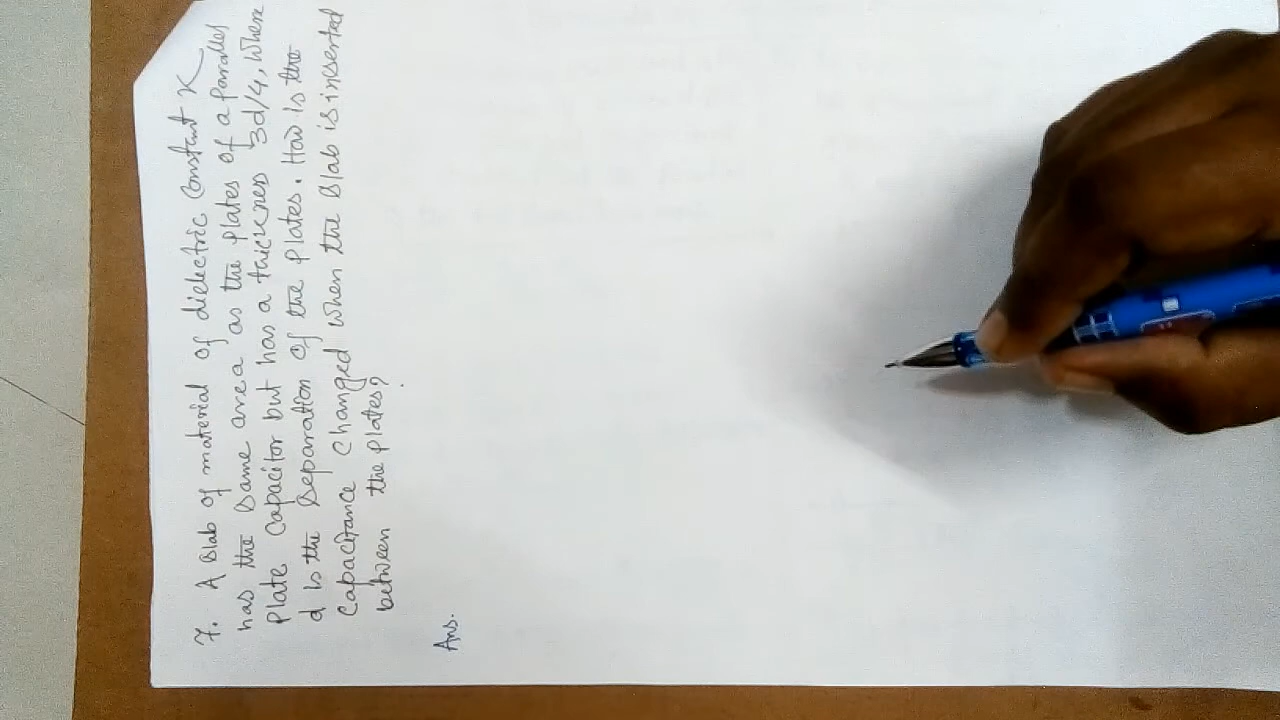 7. A slab of material of dielectric constant K
has the same area as the plates of a parallel
plate capacitor but has a thickness 3d/4, where
d is the separation of the plates. How is the
capacitance changed when the slab is inserted
between the plates?
Ans.